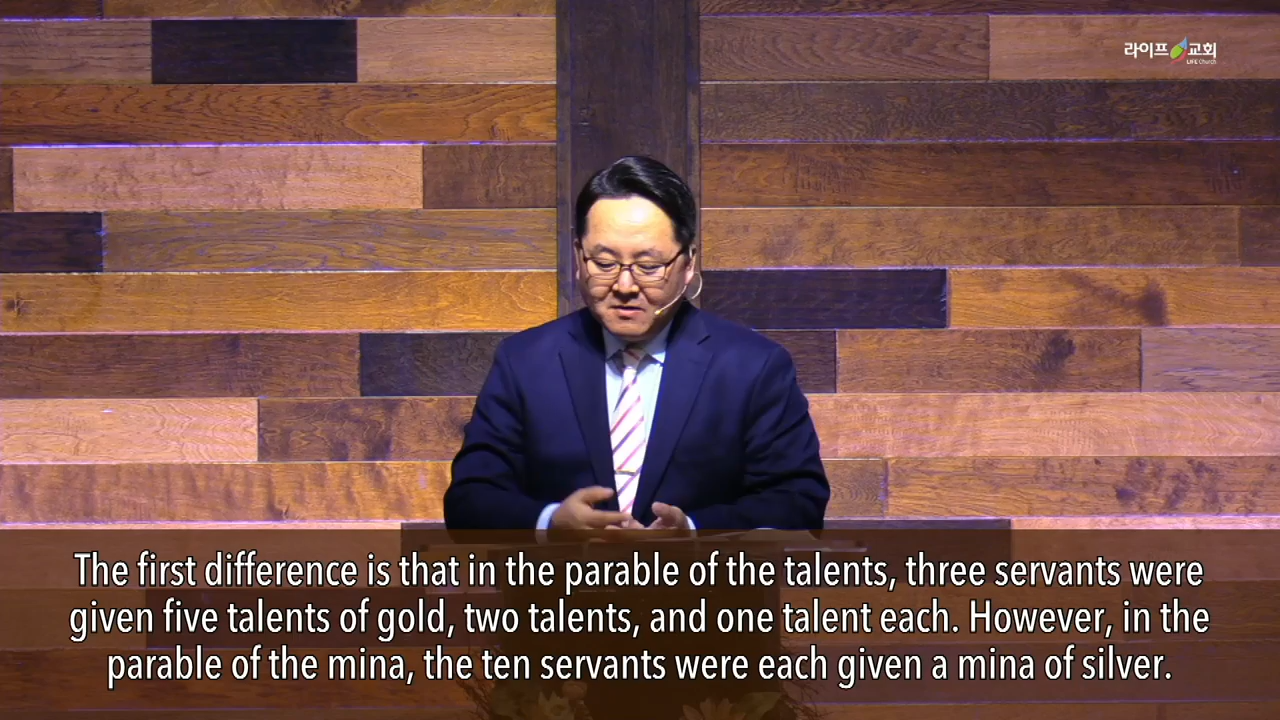 라이프 교회
LIFE Church
The first difference is that in the parable of the talents, three servants were
given five talents of gold, two talents, and one talent each. However, in the
parable of the mina, the ten servants were each given a mina of silver.